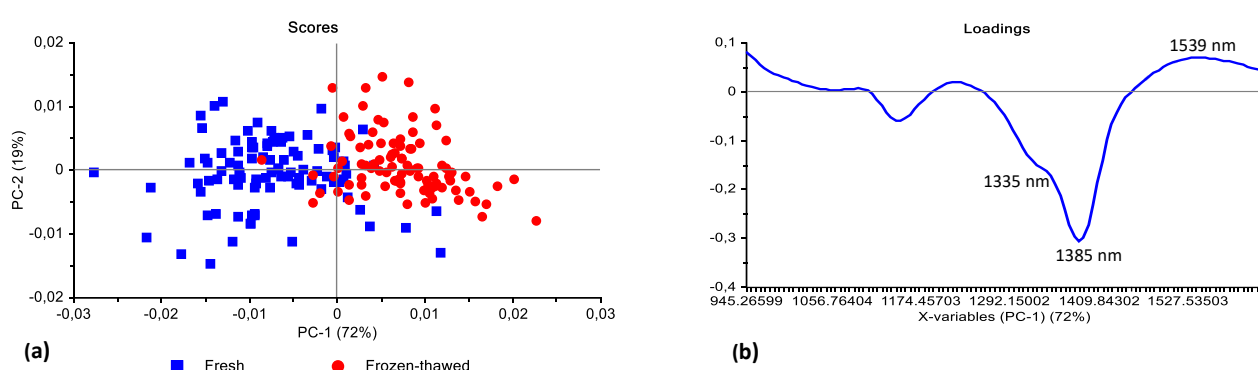 Scores
0,02
0,01
0
-0,01
-0,02
PC-2 (19%)
-0,03 -0,02 -0,01 0 0,01 0,02 0,03
PC-1 (72%)
(a)
Fresh Frozen-thawed
Loadings
0,1
0
-0,1
-0,2
-0,3
-0,4
1539 nm
1335 nm
1385 nm
945.26599 1056.76404 1174.45703 1292.15002 1409.84302 1527.53503
X-variables (PC-1) (72%)
(b)